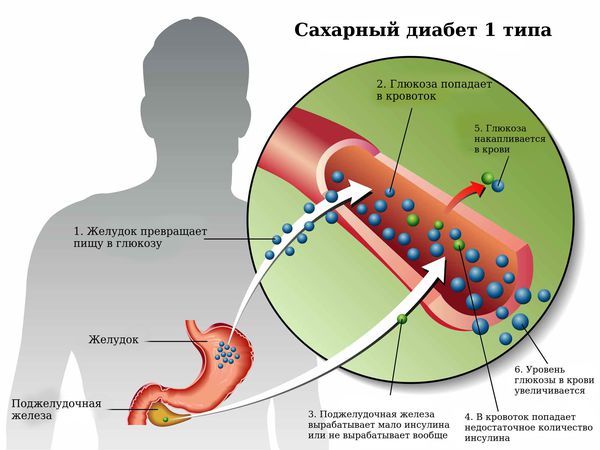 Сахарный диабет 1 типа
2. Глюкоза попадает
в кровоток
5. Глюкоза
накапливается
в крови
1. Желудок превращает
пищу в глюкозу
Желудок
Поджелудочная
железа
3. Поджелудочная железа
вырабатывает мало инсулина
или не вырабатывает вообще
4. В кровоток попадает
недостаточное количество
инсулина
6. Уровень
глюкозы в крови
увеличивается